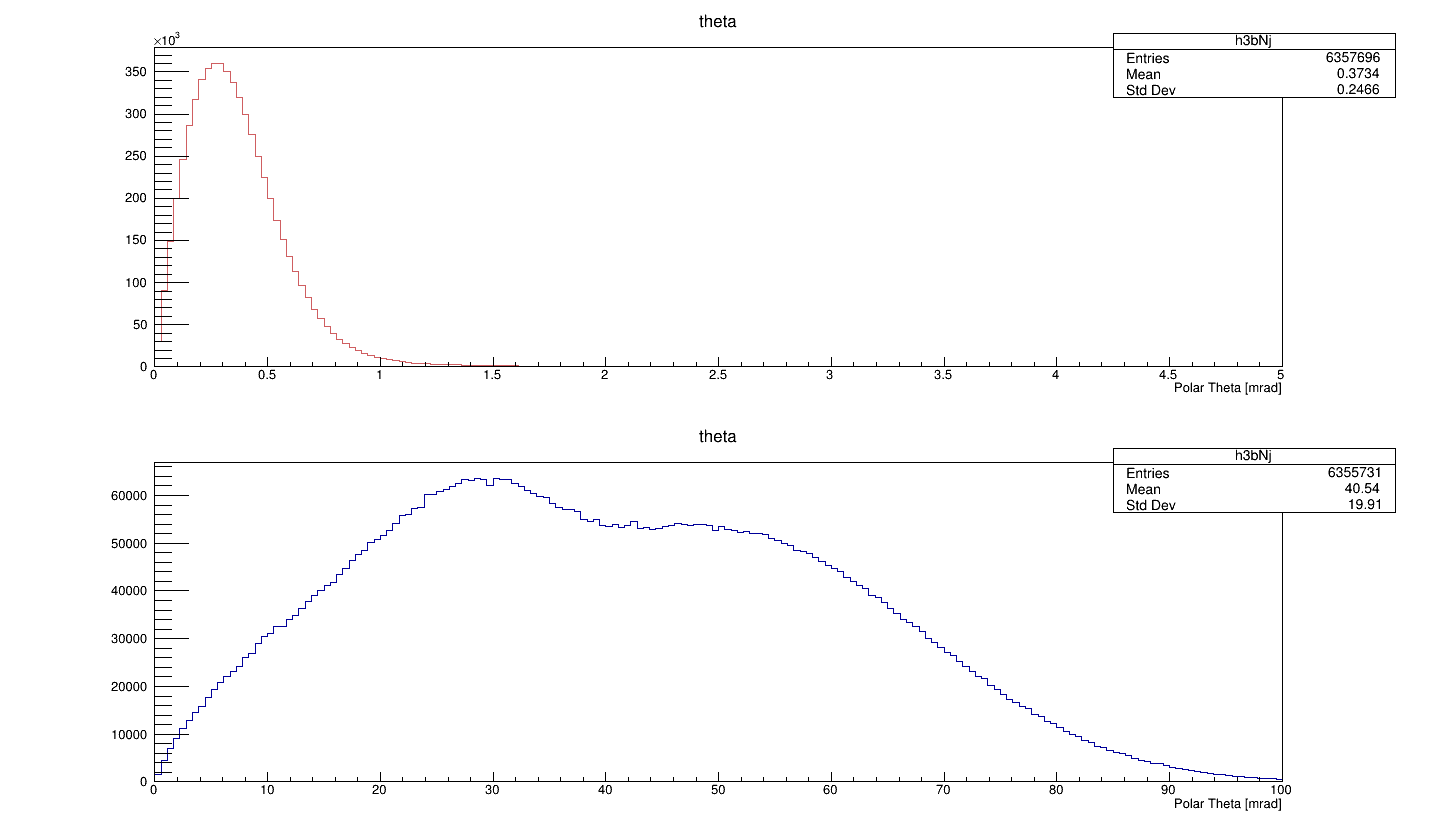 theta
×10³
h3bNj
Entries 6357696
Mean 0.3734
Std Dev 0.2466
350
300
250
200
150
100
50
0
0 0.5 1 1.5 2 2.5 3 3.5 4 4.5 5
Polar Theta [mrad]
theta
h3bNj
Entries 6355731
Mean 40.54
Std Dev 19.91
60000
50000
40000
30000
20000
10000
0
0 10 20 30 40 50 60 70 80 90 100
Polar Theta [mrad]